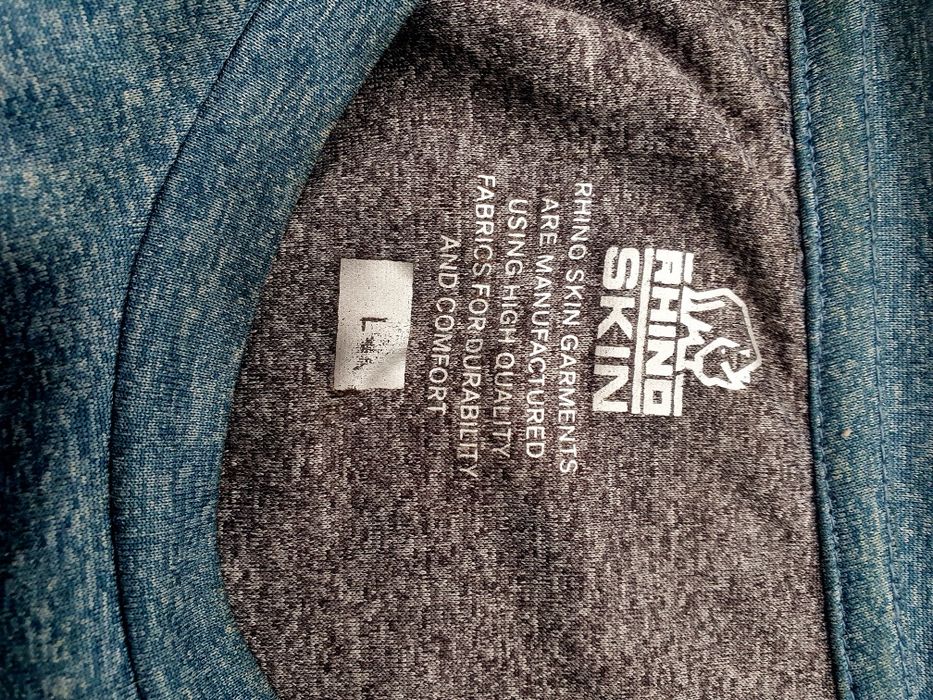 RHINO
SKIN
RHINO SKIN GARMENTS
ARE MANUFACTURED
USING HIGH QUALITY
FABRICS FOR DURABILITY
AND COMFORT
L